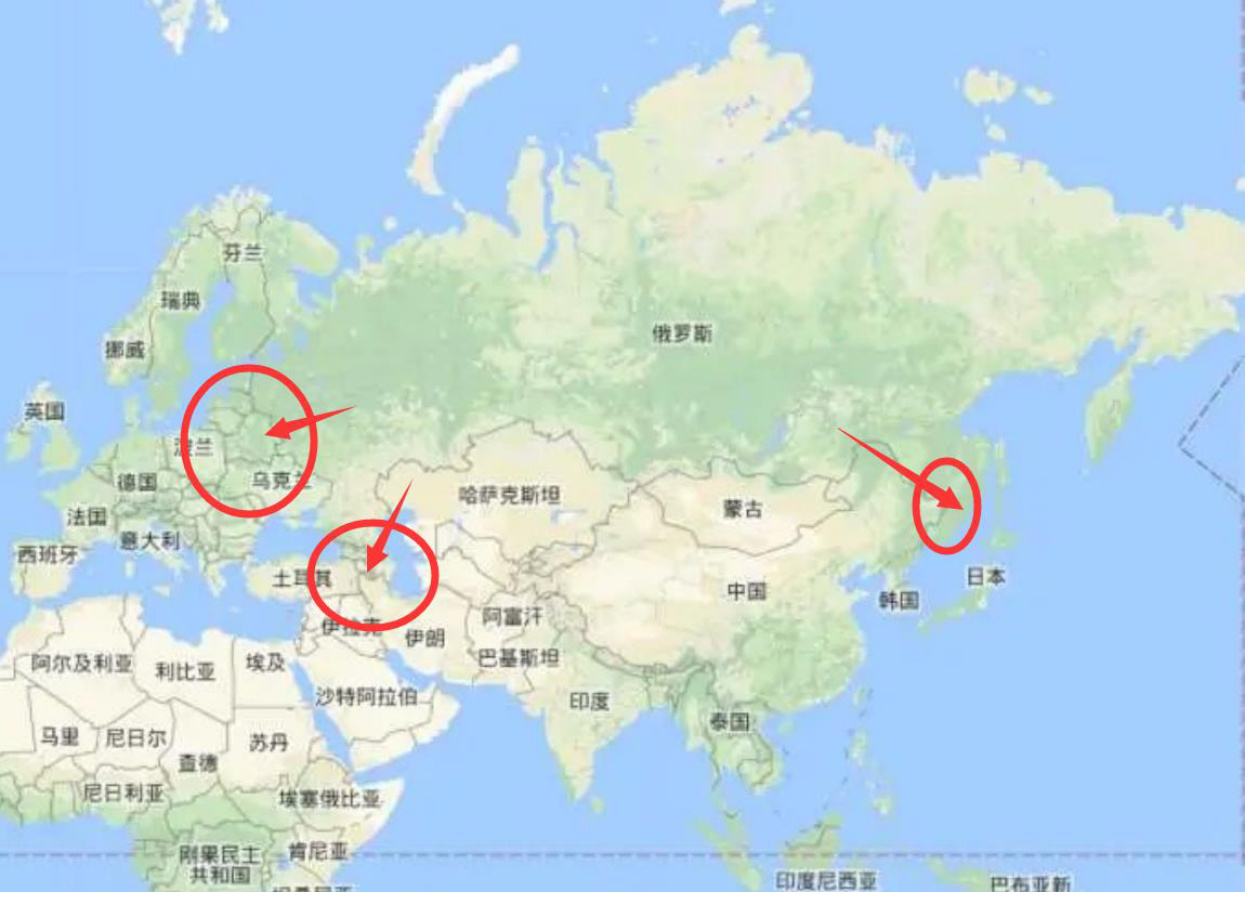 芬兰
瑞典
俄罗斯
挪威
英国
波兰
德国
乌克兰
哈萨克斯坦
蒙古
法国
意大利
西班牙
土耳其
日本
中国
韩国
阿富汗
伊拉克
伊朗
巴基斯坦
阿尔及利亚
利比亚
埃及
沙特阿拉伯
印度
泰国
马里
尼日尔
苏丹
查德
尼日利亚
埃塞俄比亚
刚果民主
共和国
肯尼亚
印度尼西亚
巴布亚新